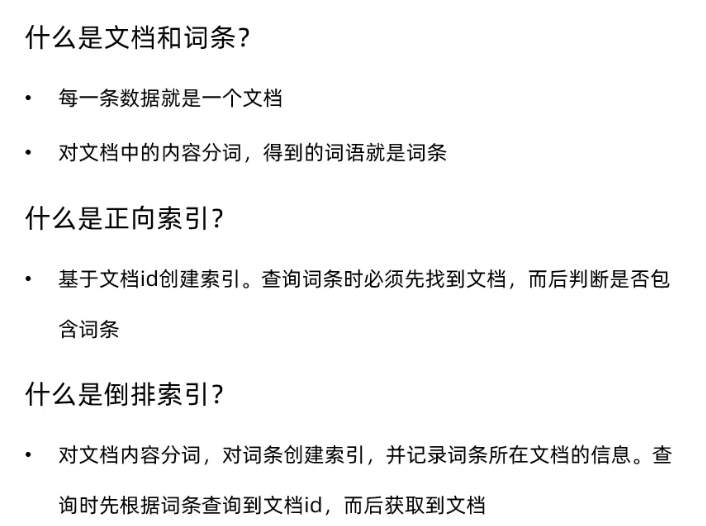 什么是文档和词条？
• 每一条数据就是一个文档
• 对文档中的内容分词，得到的词语就是词条
什么是正向索引？
• 基于文档id创建索引。查询词条时必须先找到文档，而后判断是否包
含词条
什么是倒排索引？
• 对文档内容分词，对词条创建索引，并记录词条所在文档的信息。查
询时先根据词条查询到文档id，而后获取到文档